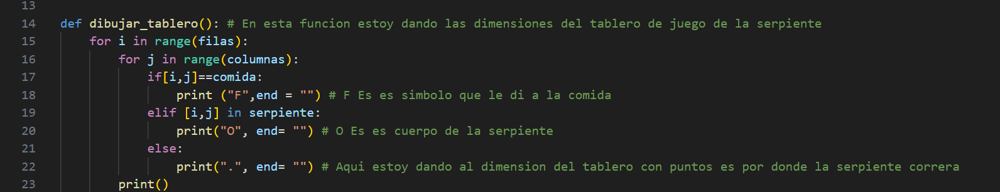 13
14 def dibujar_tablero(): # En esta funcion estoy dando las dimensiones del tablero de juego de la serpiente
15 for i in range(filas):
16 for j in range(columnas):
17 if[i,j]==comida:
18 print ("F",end = "") # F Es es simbolo que le di a la comida
19 elif [i,j] in serpiente:
20 print("O", end= "") # O Es es cuerpo de la serpiente
21 else:
22 print(".", end= "") # Aqui estoy dando al dimension del tablero con puntos es por donde la serpiente correra
23 print()